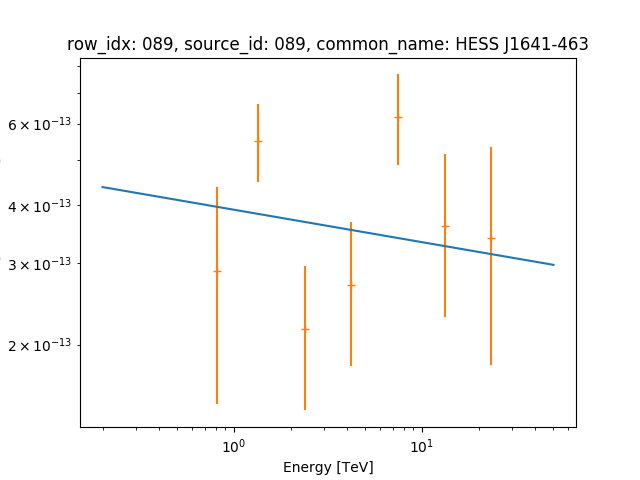 row_idx: 089, source_id: 089, common_name: HESS J1641-463
6 × 10⁻¹³
4 × 10⁻¹³
3 × 10⁻¹³
2 × 10⁻¹³
10⁰ 10¹
Energy [TeV]